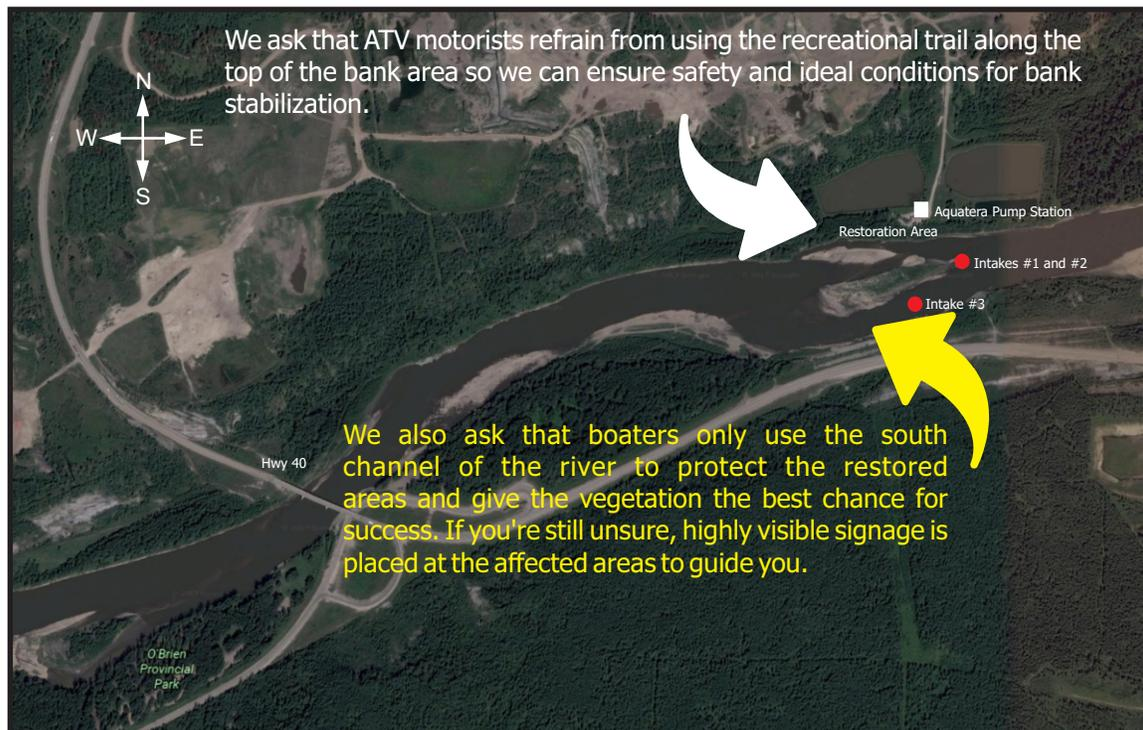 We ask that ATV motorists refrain from using the recreational trail along the
top of the bank area so we can ensure safety and ideal conditions for bank
stabilization.
N
W E
S
Aquatera Pump Station
Restoration Area
Intakes #1 and #2
Intake #3
We also ask that boaters only use the south
channel of the river to protect the restored
areas and give the vegetation the best chance for
success. If you're still unsure, highly visible signage is
placed at the affected areas to guide you.
Hwy 40
O'Brien
Provincial
Park